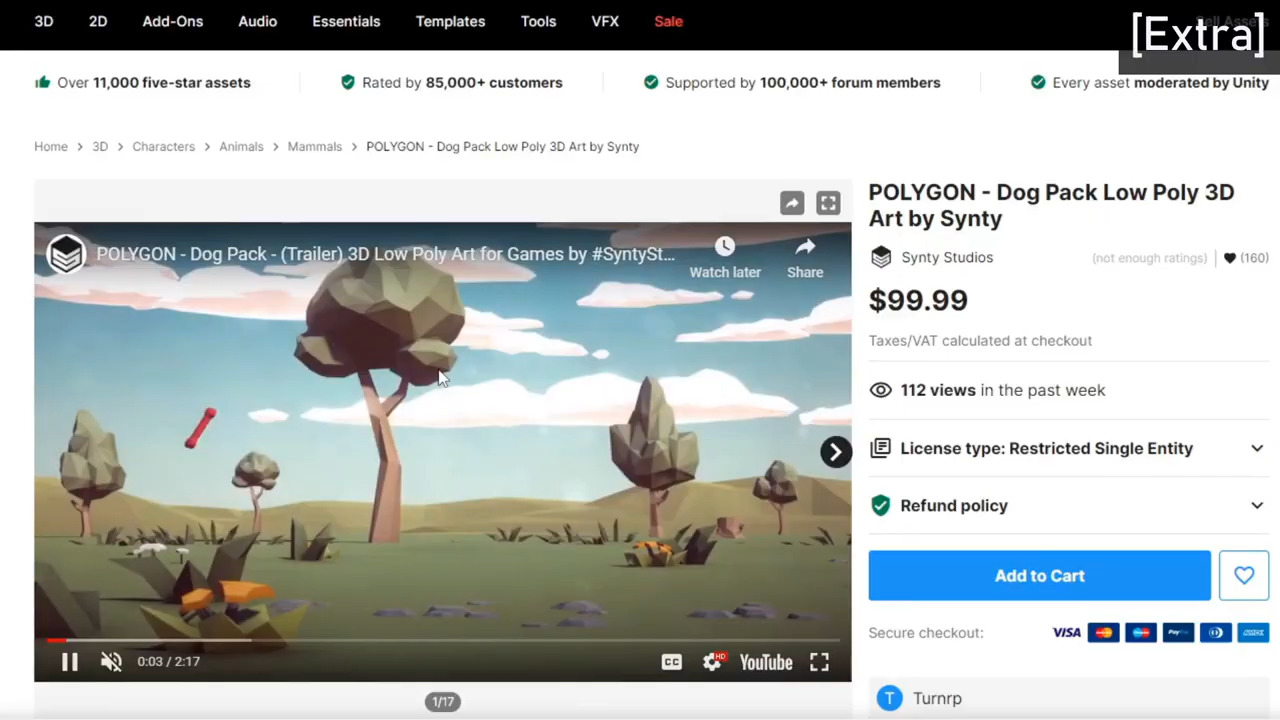 3D 2D Add-Ons Audio Essentials Templates Tools VFX Sale Sell Assets
[Extra]
Over 11,000 five-star assets Rated by 85,000+ customers Supported by 100,000+ forum members Every asset moderated by Unity
Home > 3D > Characters > Animals > Mammals > POLYGON - Dog Pack Low Poly 3D Art by Synty
POLYGON - Dog Pack - (Trailer) 3D Low Poly Art for Games by #SyntySt...
Watch later Share
0:03 / 2:17 CC HD YouTube
1/17
POLYGON - Dog Pack Low Poly 3D
Art by Synty
Synty Studios (not enough ratings) (160)
$99.99
Taxes/VAT calculated at checkout
112 views in the past week
License type: Restricted Single Entity
Refund policy
Add to Cart
Secure checkout: VISA PayPal
T Turnrp